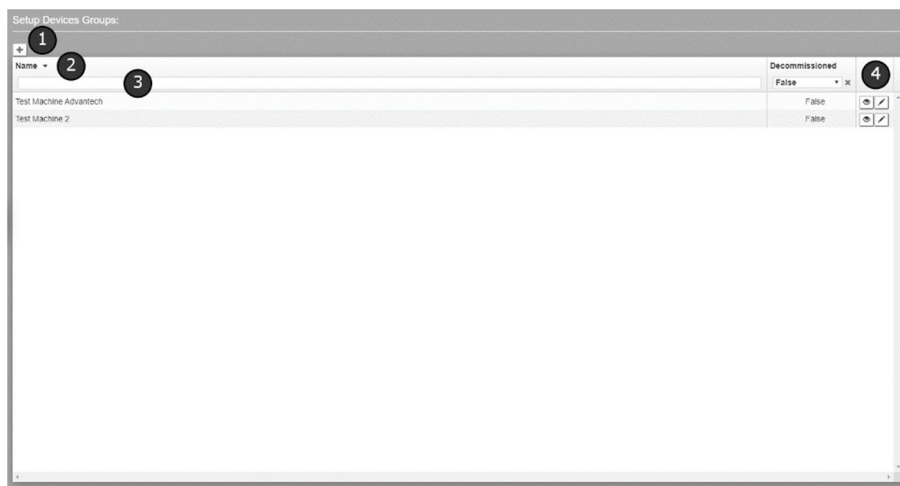 Setup Devices Groups:
1
+
Name 2 Decommissioned
3 False 4
Test Machine Advantech False
Test Machine 2 False